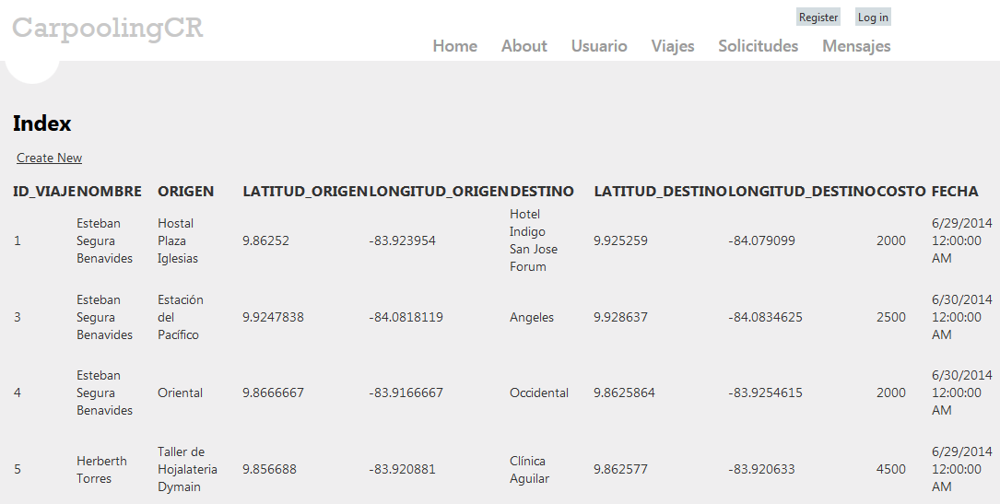 CarpoolingCR
Register Log in
Home About Usuario Viajes Solicitudes Mensajes
Index
Create New
ID_VIAJE NOMBRE ORIGEN LATITUD_ORIGEN LONGITUD_ORIGEN DESTINO LATITUD_DESTINO LONGITUD_DESTINO COSTO FECHA
1 Esteban Segura Benavides Hostal Plaza Iglesias 9.86252 -83.923954 Hotel Indigo San Jose Forum 9.925259 -84.079099 2000 6/29/2014 12:00:00 AM
3 Esteban Segura Benavides Estación del Pacífico 9.9247838 -84.0818119 Angeles 9.928637 -84.0834625 2500 6/30/2014 12:00:00 AM
4 Esteban Segura Benavides Oriental 9.8666667 -83.9166667 Occidental 9.8625864 -83.9254615 2000 6/30/2014 12:00:00 AM
5 Herberth Torres Taller de Hojalateria Dymain 9.856688 -83.920881 Clínica Aguilar 9.862577 -83.920633 4500 6/29/2014 12:00:00 AM